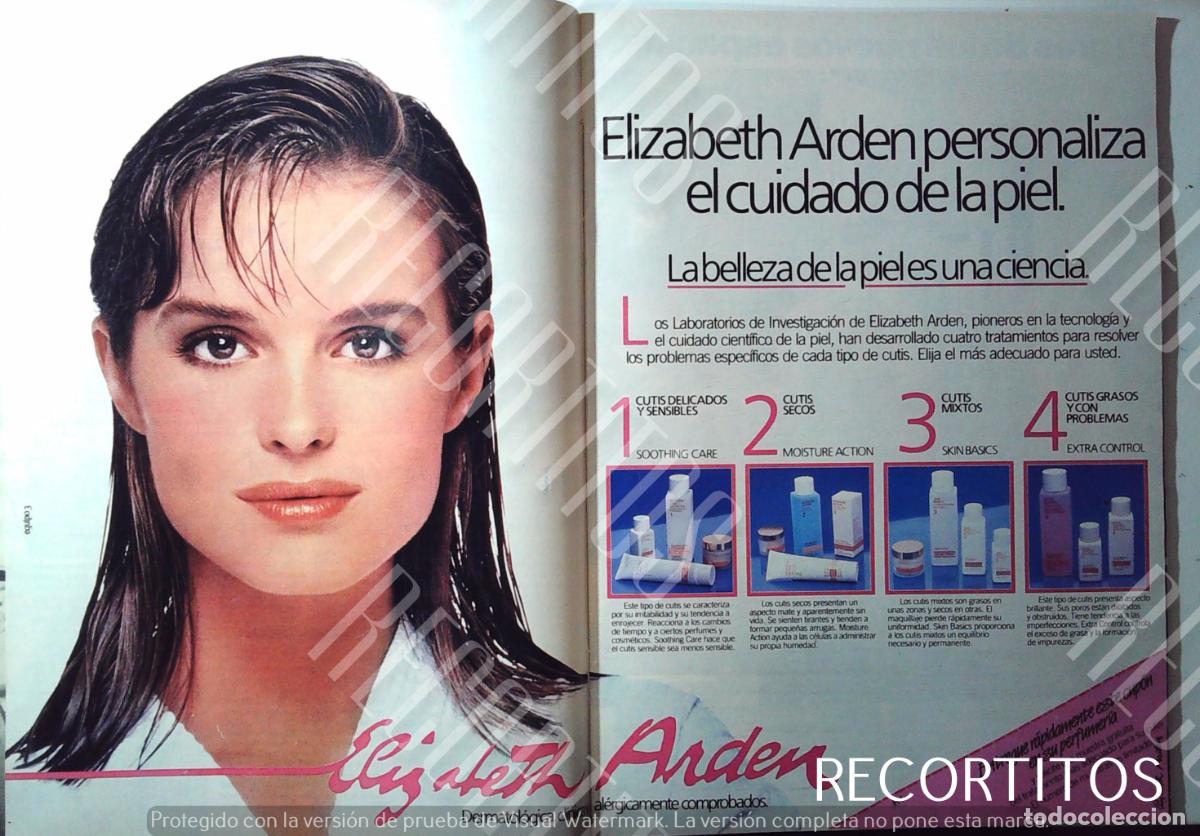 Elizabeth Arden personaliza
el cuidado de la piel.
La belleza de la piel es una ciencia.
Los Laboratorios de Investigación de Elizabeth Arden, pioneros en la tecnología y
el cuidado científico de la piel, han desarrollado cuatro tratamientos para resolver
los problemas específicos de cada tipo de cutis. Elija el más adecuado para usted.
1 CUTIS DELICADOS
Y SENSIBLES
SOOTHING CARE
Este tipo de cutis se caracteriza
por su irritabilidad y su tendencia a
enrojecer. Reacciona a los cambios
de tiempo y a ciertos perfumes y
cosméticos. Soothing Care hace que
el cutis sensible sea menos sensible.
2 CUTIS
SECOS
MOISTURE ACTION
Los cutis secos presentan un
aspecto mate y aparentemente sin
vida. Se sienten tirantes y tienden a
formar pequeñas arrugas. Moisture
Action ayuda a las células a administrar
su propia humedad.
3 CUTIS
MIXTOS
SKIN BASICS
Los cutis mixtos son grasos en
unas zonas y secos en otras. El
maquillaje pierde rápidamente su
uniformidad. Skin Basics proporciona
a los cutis mixtos un equilibrio
necesario y permanente.
4 CUTIS GRASOS
Y CON
PROBLEMAS
EXTRA CONTROL
Este tipo de cutis presenta aspecto
brillante. Sus poros están dilatados
y obstruidos. Tiene tendencia a las
imperfecciones. Extra Control controla
el exceso de grasa y la formación
de impurezas.
rápidamente este cupón
en su perfumería
Elizabeth Arden
Dermatológica alérgicamente comprobados.
RECORTITOS
todocoleccion
Protegido con la versión de prueba de Visual Watermark. La versión completa no pone esta marca.